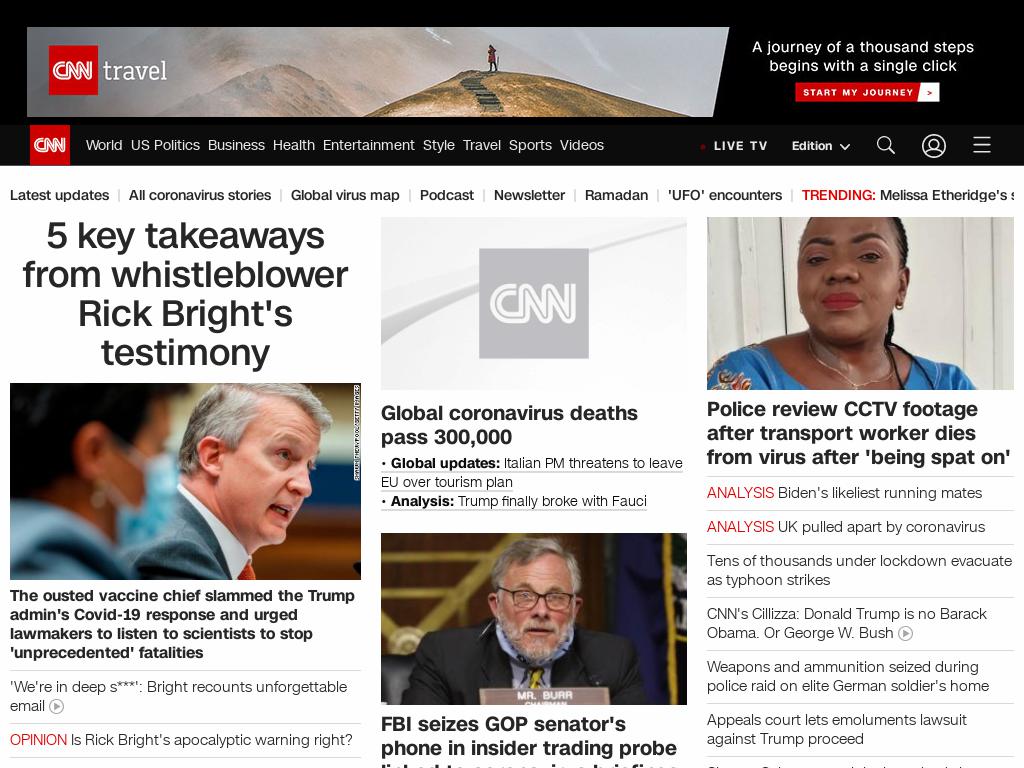 CNN travel
A journey of a thousand steps
begins with a single click
START MY JOURNEY >
CNN World US Politics Business Health Entertainment Style Travel Sports Videos LIVE TV Edition
Latest updates All coronavirus stories Global virus map Podcast Newsletter Ramadan 'UFO' encounters TRENDING: Melissa Etheridge's s
5 key takeaways
from whistleblower
Rick Bright's
testimony
The ousted vaccine chief slammed the Trump
admin's Covid-19 response and urged
lawmakers to listen to scientists to stop
'unprecedented' fatalities
'We're in deep s***': Bright recounts unforgettable
email
OPINION Is Rick Bright's apocalyptic warning right?
CNN
Global coronavirus deaths
pass 300,000
• Global updates: Italian PM threatens to leave
EU over tourism plan
• Analysis: Trump finally broke with Fauci
MR. BURR
CHAIRMAN
FBI seizes GOP senator's
phone in insider trading probe
Police review CCTV footage
after transport worker dies
from virus after 'being spat on'
ANALYSIS Biden's likeliest running mates
ANALYSIS UK pulled apart by coronavirus
Tens of thousands under lockdown evacuate
as typhoon strikes
CNN's Cillizza: Donald Trump is no Barack
Obama. Or George W. Bush
Weapons and ammunition seized during
police raid on elite German soldier's home
Appeals court lets emoluments lawsuit
against Trump proceed